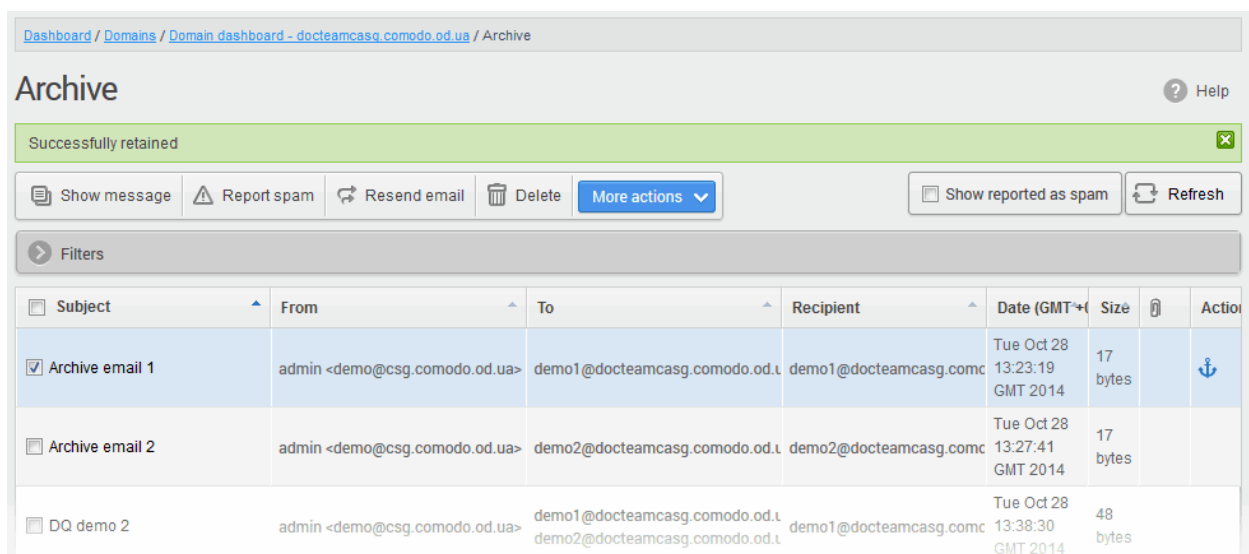 Dashboard / Domains / Domain dashboard - docteamcasg.comodo.od.ua / Archive
Archive
Help
Successfully retained
Show message Report spam Resend email Delete More actions Show reported as spam Refresh
Filters
Subject From To Recipient Date (GMT+ Size Action
Tue Oct 28
Archive email 1 admin <demo@csg.comodo.od.ua> demo1@docteamcasg.comodo.od.u demo1@docteamcasg.como 13:23:19 17
bytes
GMT 2014
Tue Oct 28
Archive email 2 admin <demo@csg.comodo.od.ua> demo2@docteamcasg.comodo.od.u demo2@docteamcasg.como 13:27:41 17
bytes
GMT 2014
Tue Oct 28
DQ demo 2 admin <demo@csg.comodo.od.ua> demo1@docteamcasg.comodo.od.u demo1@docteamcasg.como 13:38:30 48
demo2@docteamcasg.comodo.od.u bytes
GMT 2014